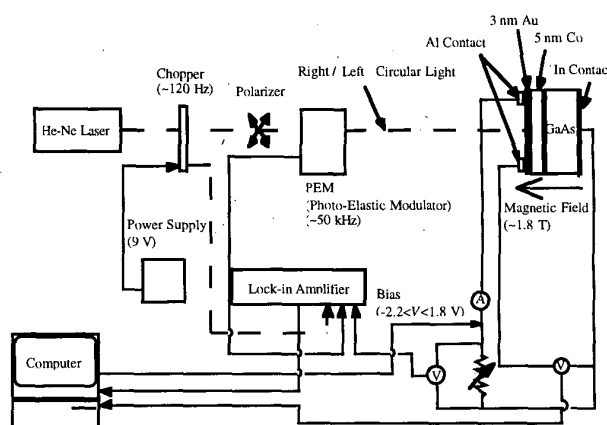 3 nm Au
Al Contact
5 nm Co
In Contact
Chopper
(~120 Hz)
Right / Left Circular Light
Polarizer
He-Ne Laser
GaAs
PEM
(Photo-Elastic Modulator)
(~50 kHz)
Magnetic Field
(~1.8 T)
Power Supply
(9 V)
Lock-in Amplifier
Bias
(-2.2<V<1.8 V)
A
Computer
V
V